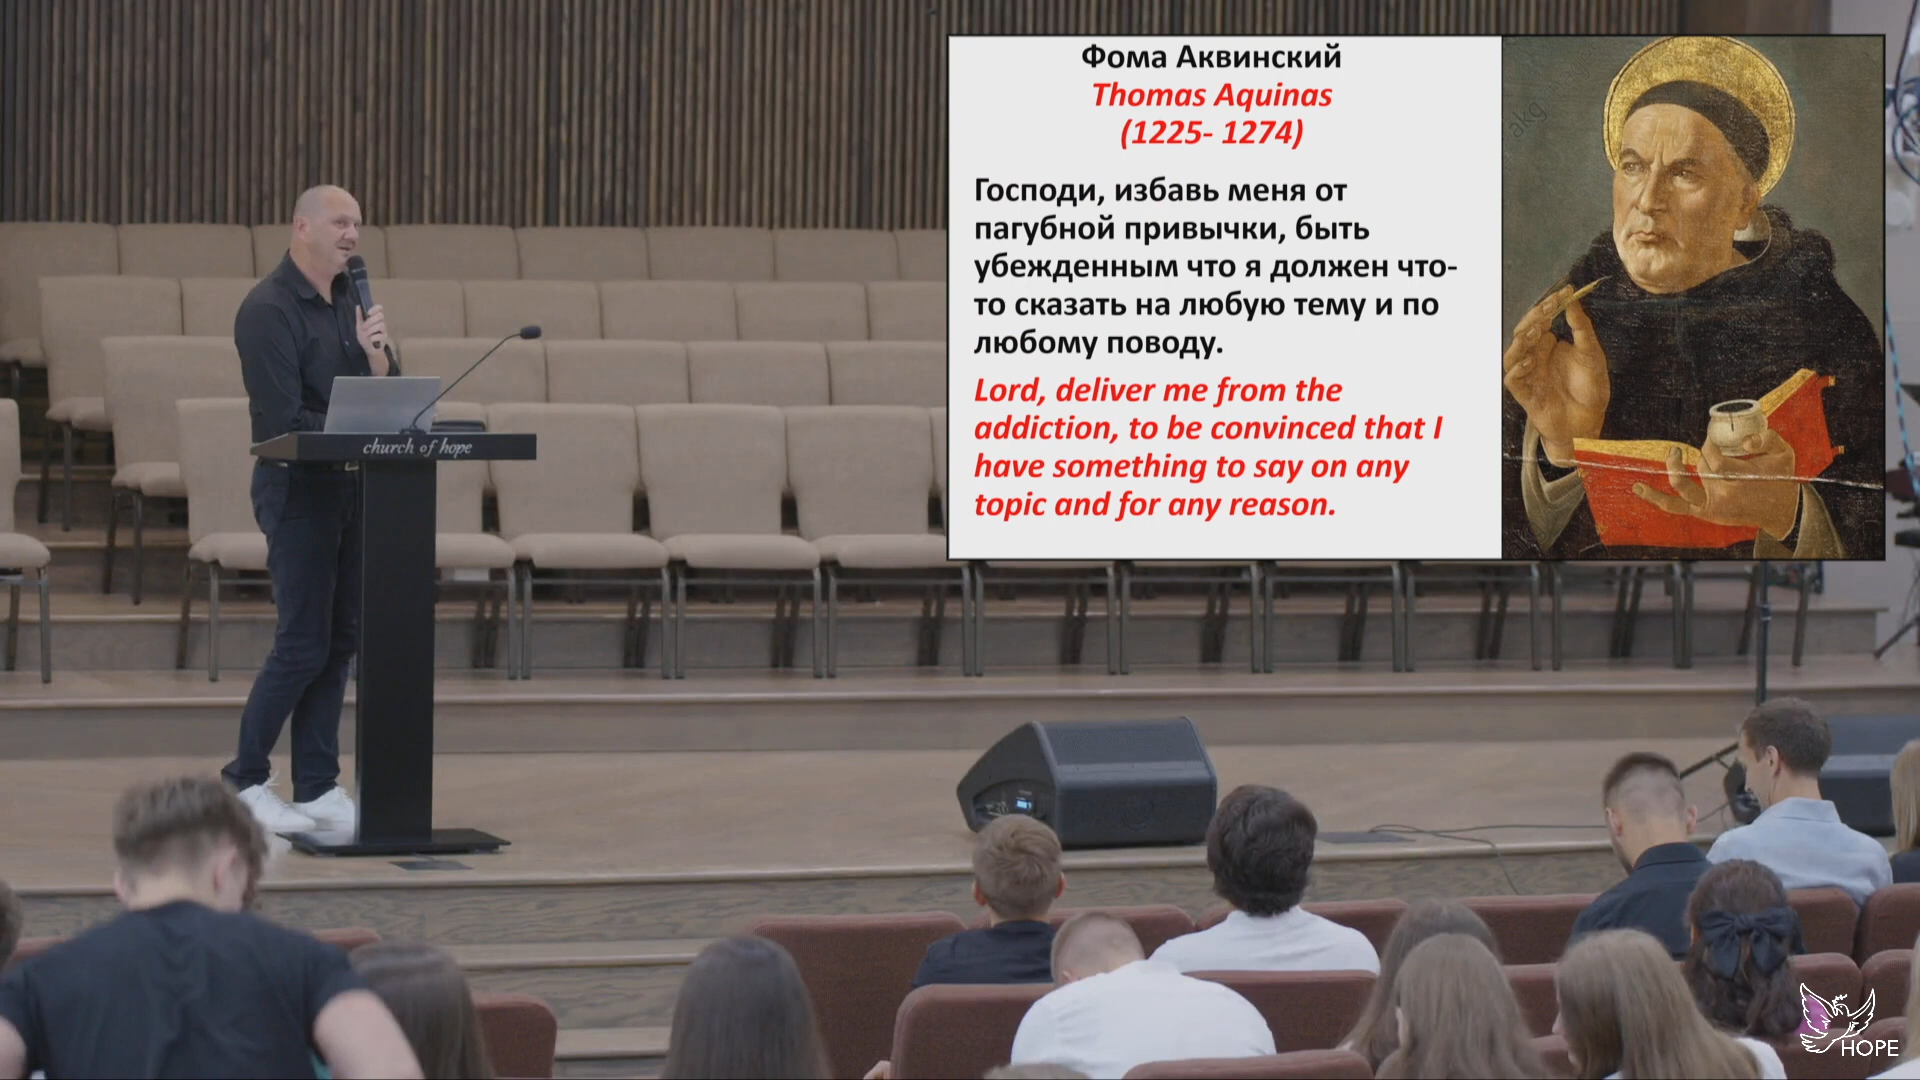 Фома Аквинский
Thomas Aquinas
(1225- 1274)
Господи, избавь меня от
пагубной привычки, быть
убежденным что я должен что-
то сказать на любую тему и по
любому поводу.
Lord, deliver me from the
addiction, to be convinced that I
have something to say on any
topic and for any reason.
akg
church of hope
HOPE